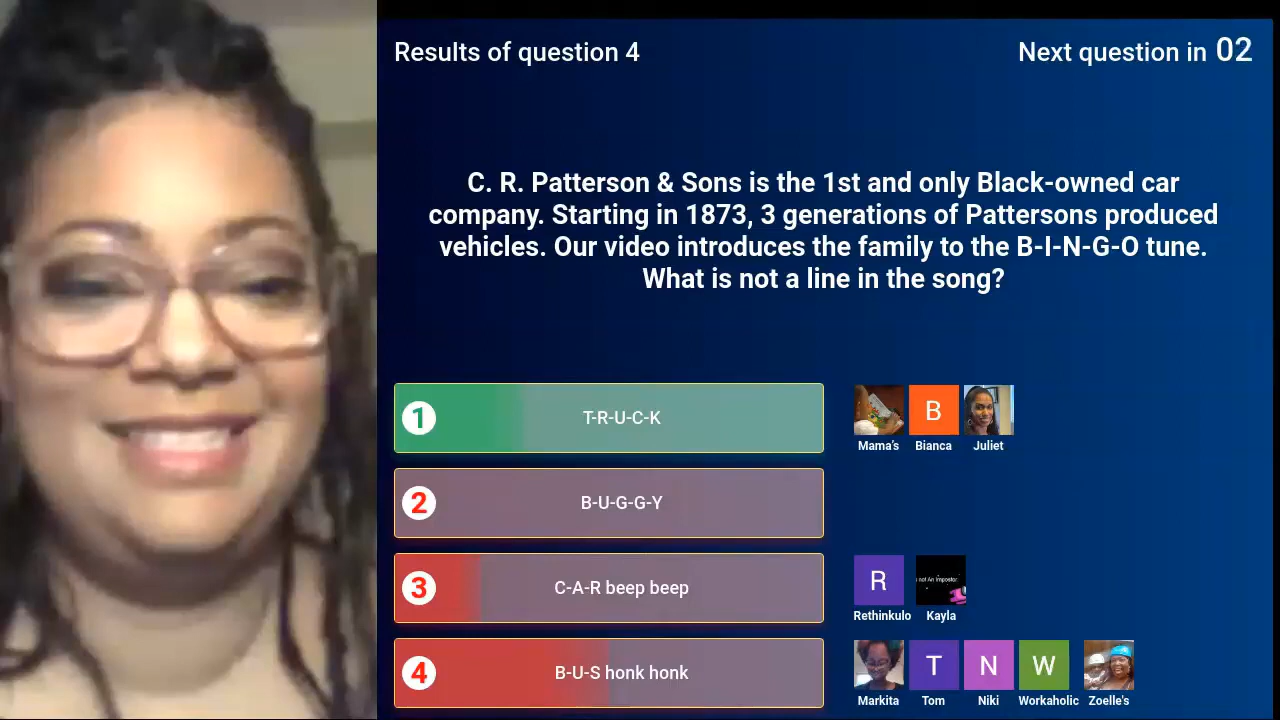 Results of question 4
Next question in 02
C. R. Patterson & Sons is the 1st and only Black-owned car
company. Starting in 1873, 3 generations of Pattersons produced
vehicles. Our video introduces the family to the B-I-N-G-O tune.
What is not a line in the song?
1 T-R-U-C-K
B
Mama's Bianca Juliet
2 B-U-G-G-Y
3 C-A-R beep beep
R not An Impostor
Rethinkulo Kayla
4 B-U-S honk honk
T N W
Markita Tom Niki Workaholic Zoelle's